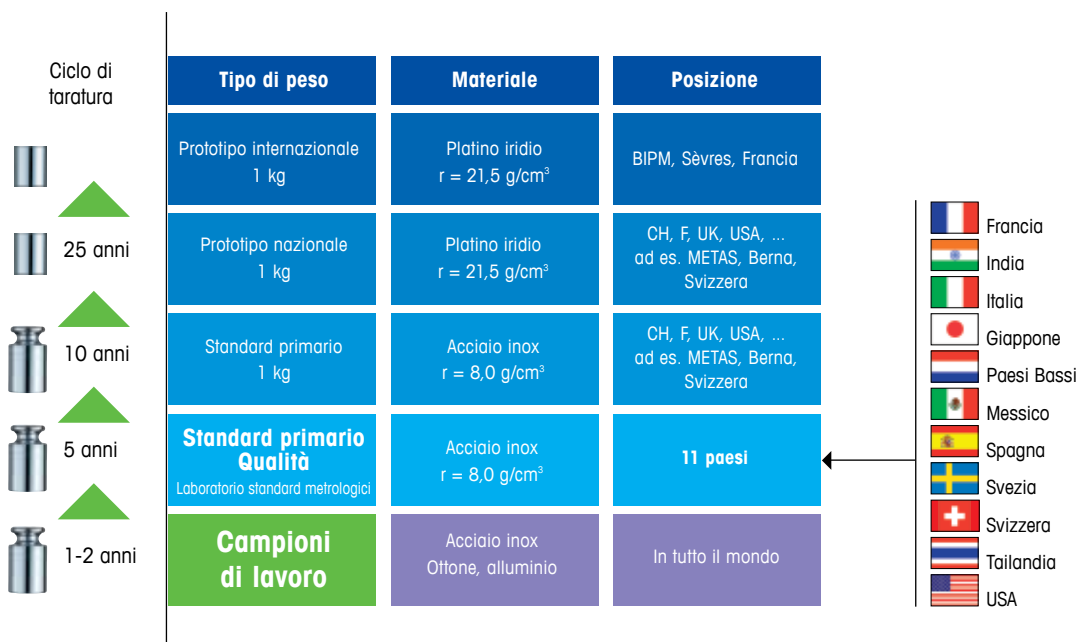 Ciclo di
taratura
Tipo di peso
Materiale
Posizione
Prototipo internazionale
1 kg
Platino iridio
r = 21,5 g/cm³
BIPM, Sèvres, Francia
25 anni
Prototipo nazionale
1 kg
Platino iridio
r = 21,5 g/cm³
CH, F, UK, USA, ...
ad es. METAS, Berna,
Svizzera
10 anni
Standard primario
1 kg
Acciaio inox
r = 8,0 g/cm³
CH, F, UK, USA, ...
ad es. METAS, Berna,
Svizzera
5 anni
Standard primario
Qualità
Laboratorio standard metrologici
Acciaio inox
r = 8,0 g/cm³
11 paesi
1-2 anni
Campioni
di lavoro
Acciaio inox
Ottone, alluminio
In tutto il mondo
Francia
India
Italia
Giappone
Paesi Bassi
Messico
Spagna
Svezia
Svizzera
Tailandia
USA